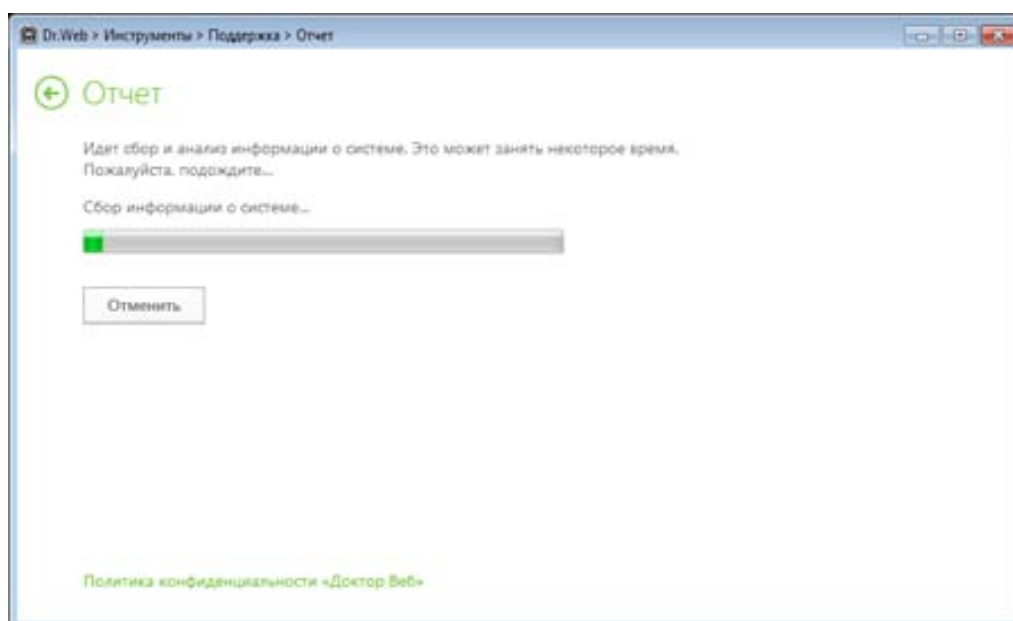 Dr.Web > Инструменты > Поддержка > Отчет
Отчет
Идет сбор и анализ информации о системе. Это может занять некоторое время.
Пожалуйста, подождите...
Сбор информации о системе...
Отменить
Политика конфиденциальности «Доктор Веб»